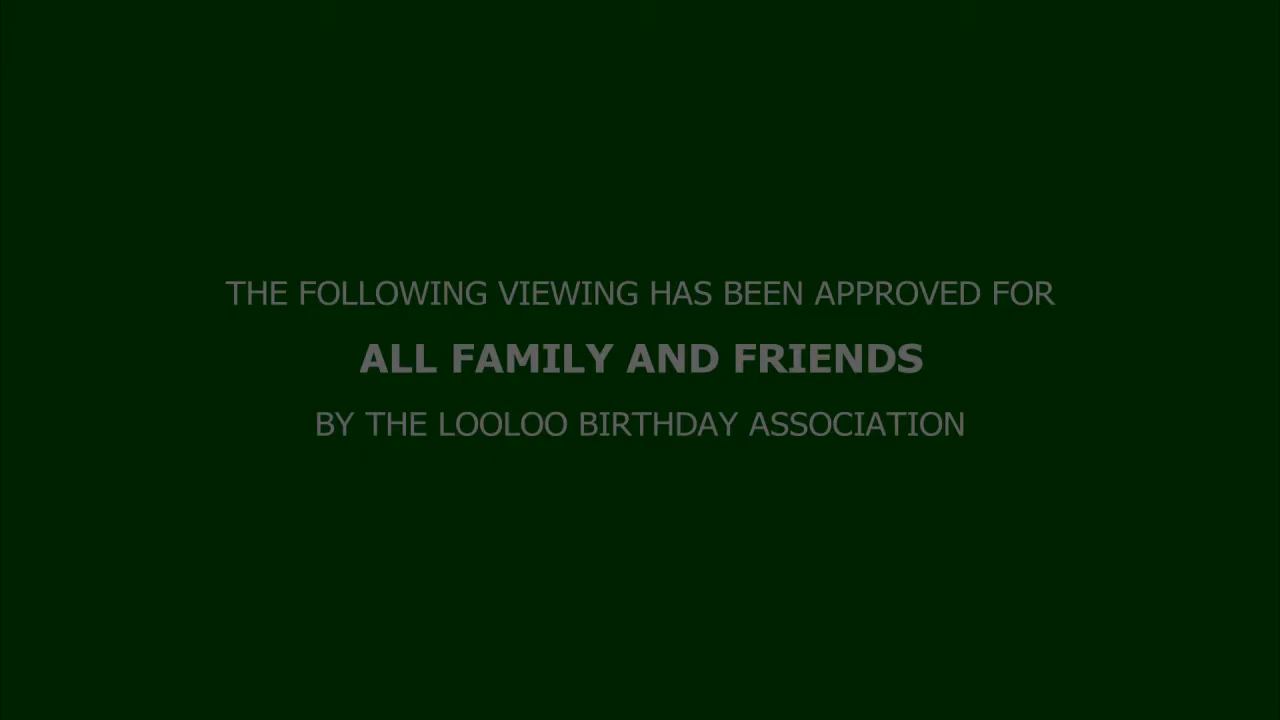 THE FOLLOWING VIEWING HAS BEEN APPROVED FOR
ALL FAMILY AND FRIENDS
BY THE LOOLOO BIRTHDAY ASSOCIATION